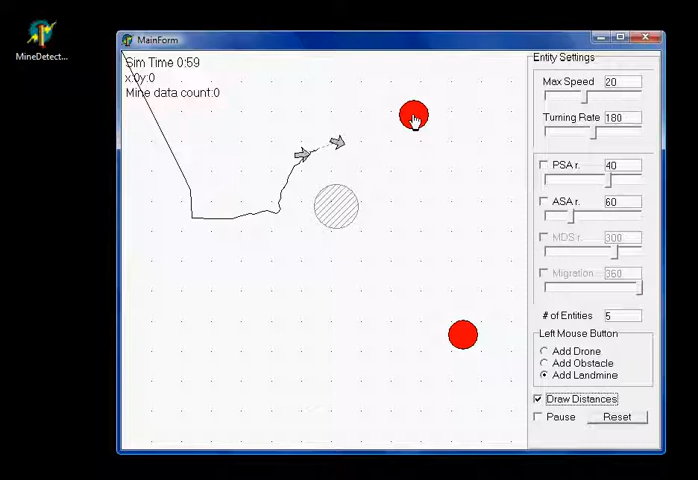 MineDetect...
MainForm
Sim Time 0:59
x:0y:0
Mine data count:0
Entity Settings
Max Speed 20
Turning Rate 180
PSA r. 40
ASA r. 60
MDS r. 300
Migration... 360
# of Entities 5
Left Mouse Button
Add Drone
Add Obstacle
Add Landmine
Draw Distances
Pause Reset